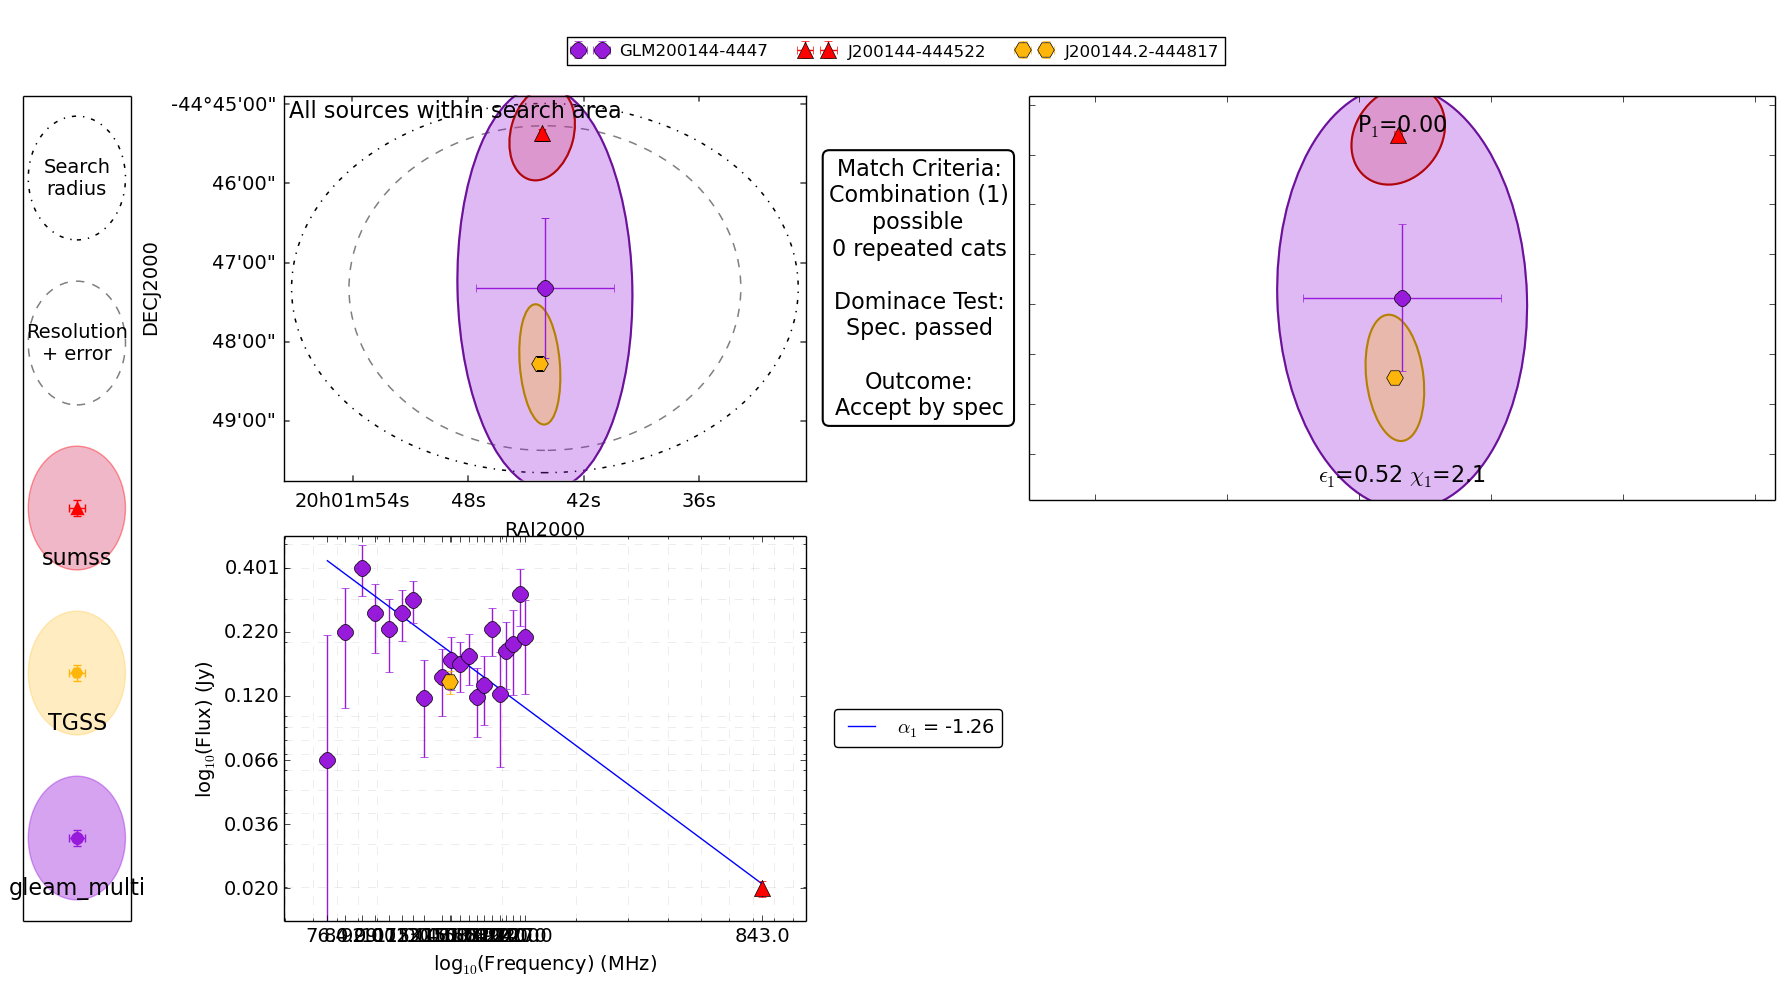 GLM200144-4447 J200144-444522 J200144.2-444817
Search
radius
Resolution
+ error
sumss
TGSS
gleam_multi
All sources within search area
-44°45'00"
46'00"
47'00"
48'00"
49'00"
DECJ2000
20h01m54s 48s 42s 36s
RAJ2000
Match Criteria:
Combination (1)
possible
0 repeated cats
Dominace Test:
Spec. passed
Outcome:
Accept by spec
P1=0.00
ϵ1=0.52 χ1=2.1
0.401
0.220
0.120
0.066
0.036
0.020
log10(Flux) (Jy)
843.0
log10(Frequency) (MHz)
α1 = -1.26